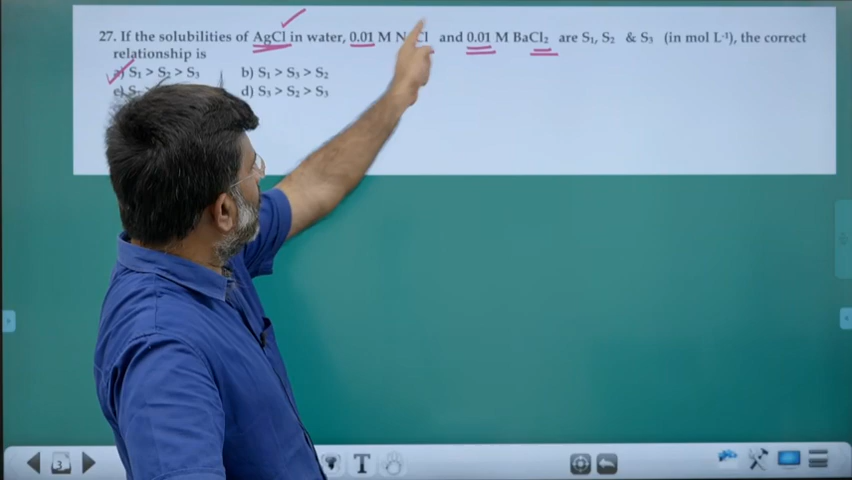 27. If the solubilities of AgCl in water, 0.01 M N Cl and 0.01 M BaCl₂ are S₁, S₂ & S₃ (in mol L⁻¹), the correct
relationship is
a) S₁ > S₂ > S₃ b) S₁ > S₃ > S₂
d) S₃ > S₂ > S₃
3 T